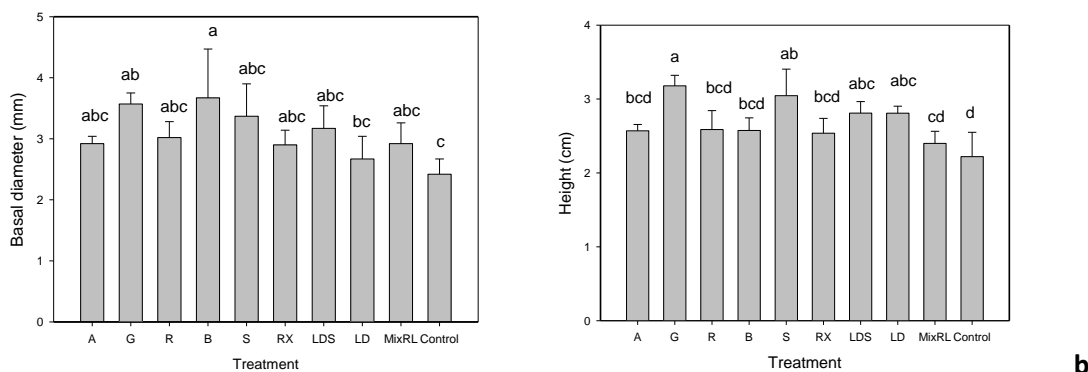 5
4
3
2
1
0
Basal diameter (mm)
abc
ab
abc
a
abc
abc
abc
bc
abc
c
A G R B S RX LDS LD MixRL Control
Treatment
4
3
2
1
0
Height (cm)
bcd
a
bcd
bcd
ab
bcd
abc
abc
cd
d
A G R B S RX LDS LD MixRL Control
Treatment
b